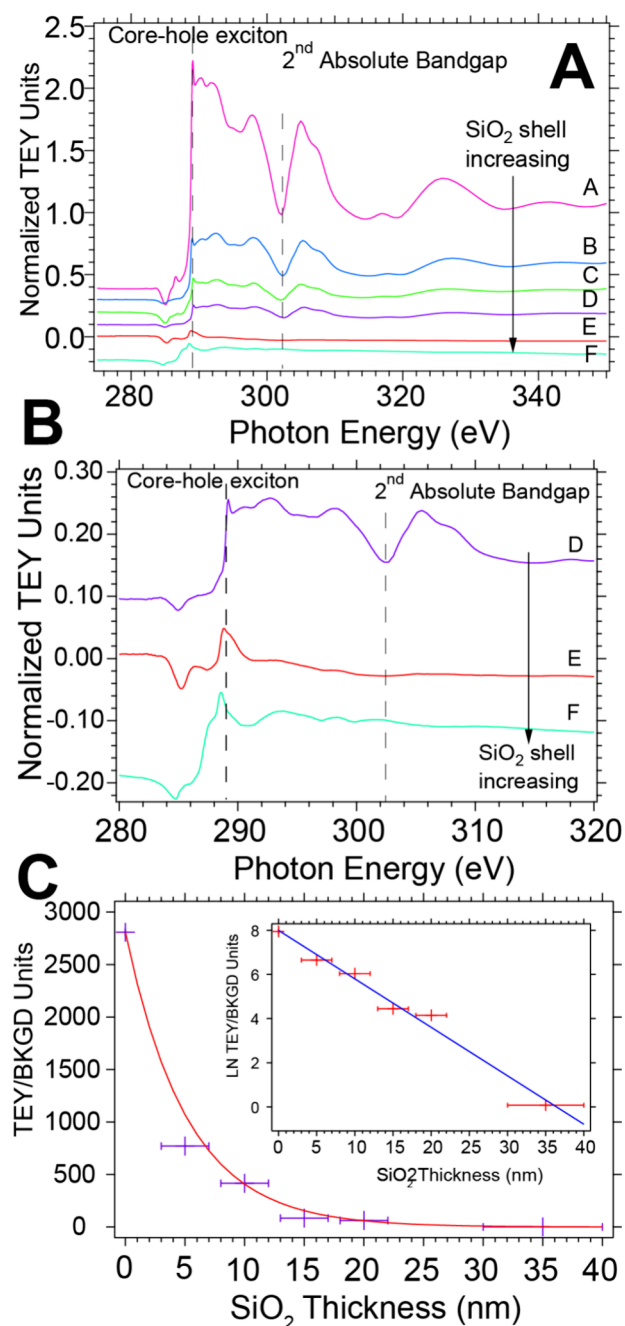 A
Core-hole exciton
2nd Absolute Bandgap
SiO2 shell
increasing
A
B
C
D
E
F
Normalized TEY Units
2.5
2.0
1.5
1.0
0.5
0.0
280 300 320 340
Photon Energy (eV)
B
Core-hole exciton
2nd Absolute Bandgap
D
E
F
SiO2 shell
increasing
Normalized TEY Units
0.30
0.20
0.10
0.00
-0.10
-0.20
280 290 300 310 320
Photon Energy (eV)
C
TEY/BKGD Units
3000
2500
2000
1500
1000
500
0
0 5 10 15 20 25 30 35 40
SiO2 Thickness (nm)
LN TEY/BKGD Units
8
6
4
2
0
0 5 10 15 20 25 30 35 40
SiO2Thickness (nm)